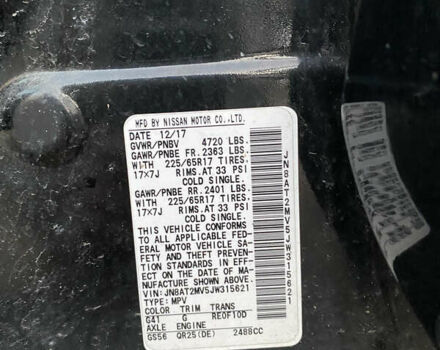 MFD BY NISSAN MOTOR CO.,LTD.
DATE 12/17
GVWR/PNBV 4720 LBS.
GAWR/PNBE FR.2363 LBS.
WITH 225/65R17 TIRES.
17X7J RIMS.AT 33 PSI
COLD SINGLE.
GAWR/PNBE RR.2401 LBS.
WITH 225/65R17 TIRES.
17X7J RIMS.AT 33 PSI
COLD SINGLE.
THIS VEHICLE CONFORMS
TO ALL APPLICABLE FED-
ERAL MOTOR VEHICLE SA-
FETY AND THEFT PREVEN-
TION STANDARDS IN EFF-
ECT ON THE DATE OF MA-
NUFACTURE SHOWN ABOVE.
VIN:JN8AT2MV5JW315621
TYPE: MPV
COLOR TRIM TRANS
G41 G RE0F10D
AXLE ENGINE
GS56 QR25(DE) 2488CC
JN8AT2MV5JW315621